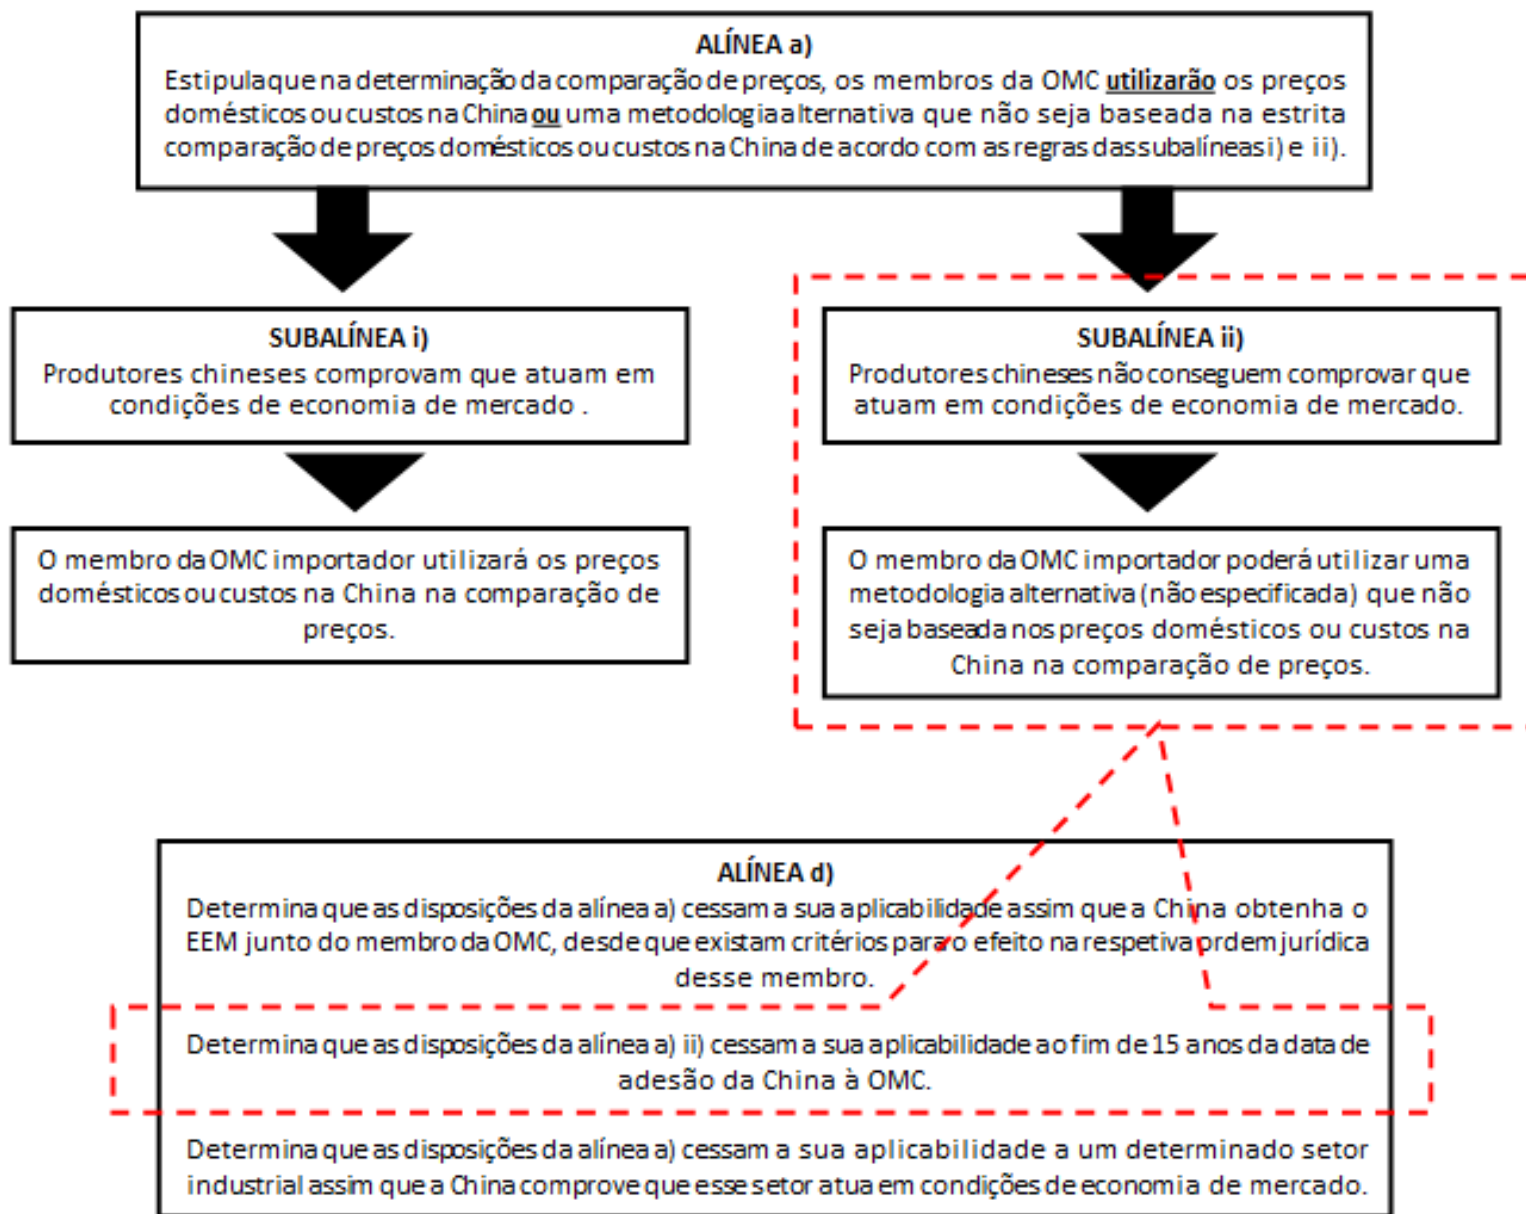 ALÍNEA a)
Estipula que na determinação da comparação de preços, os membros da OMC utilizarão os preços
domésticos ou custos na China ou uma metodologia alternativa que não seja baseada na estrita
comparação de preços domésticos ou custos na China de acordo com as regras das subalíneas i) e ii).
SUBALÍNEA i)
Produtores chineses comprovam que atuam em
condições de economia de mercado .
O membro da OMC importador utilizará os preços
domésticos ou custos na China na comparação de
preços.
SUBALÍNEA ii)
Produtores chineses não conseguem comprovar que
atuam em condições de economia de mercado.
O membro da OMC importador poderá utilizar uma
metodologia alternativa (não especificada) que não
seja baseada nos preços domésticos ou custos na
China na comparação de preços.
ALÍNEA d)
Determina que as disposições da alínea a) cessam a sua aplicabilidade assim que a China obtenha o
EEM junto do membro da OMC, desde que existam critérios para o efeito na respetiva ordem jurídica
desse membro.
Determina que as disposições da alínea a) ii) cessam a sua aplicabilidade ao fim de 15 anos da data de
adesão da China à OMC.
Determina que as disposições da alínea a) cessam a sua aplicabilidade a um determinado setor
industrial assim que a China comprove que esse setor atua em condições de economia de mercado.